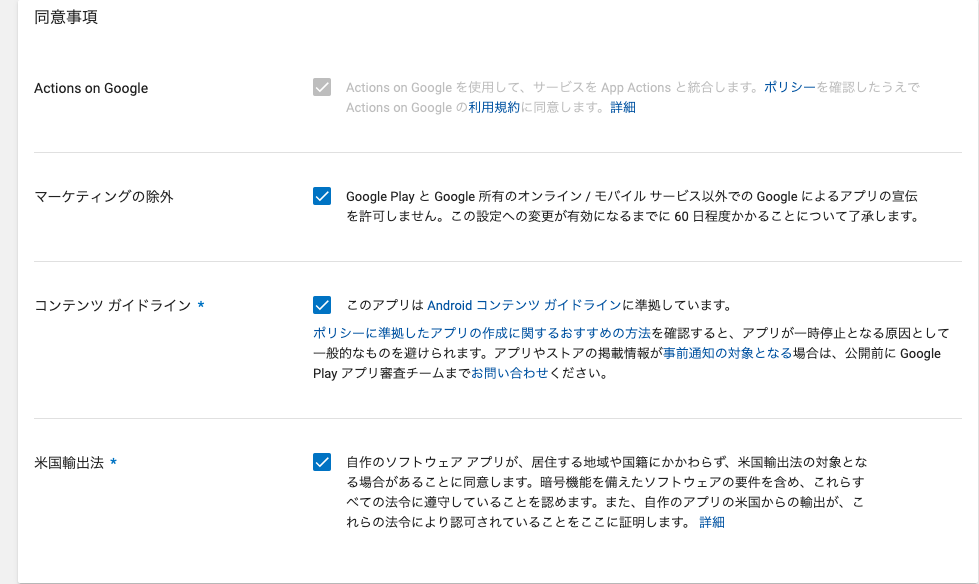 同意事項
Actions on Google
Actions on Google を使用して、サービスを App Actions と統合します。ポリシーを確認したうえで
Actions on Google の利用規約に同意します。詳細
マーケティングの除外
Google Play と Google 所有のオンライン / モバイル サービス以外での Google によるアプリの宣伝
を許可しません。この設定への変更が有効になるまでに 60 日程度かかることについて了承します。
コンテンツ ガイドライン *
このアプリは Android コンテンツ ガイドラインに準拠しています。
ポリシーに準拠したアプリの作成に関するおすすめの方法を確認すると、アプリが一時停止となる原因として
一般的なものを避けられます。アプリやストアの掲載情報が事前通知の対象となる場合は、公開前に Google
Play アプリ審査チームまでお問い合わせください。
米国輸出法 *
自作のソフトウェア アプリが、居住する地域や国籍にかかわらず、米国輸出法の対象とな
る場合があることに同意します。暗号機能を備えたソフトウェアの要件を含め、これらす
べての法令に遵守していることを認めます。また、自作のアプリの米国からの輸出が、こ
れらの法令により認可されていることをここに証明します。 詳細